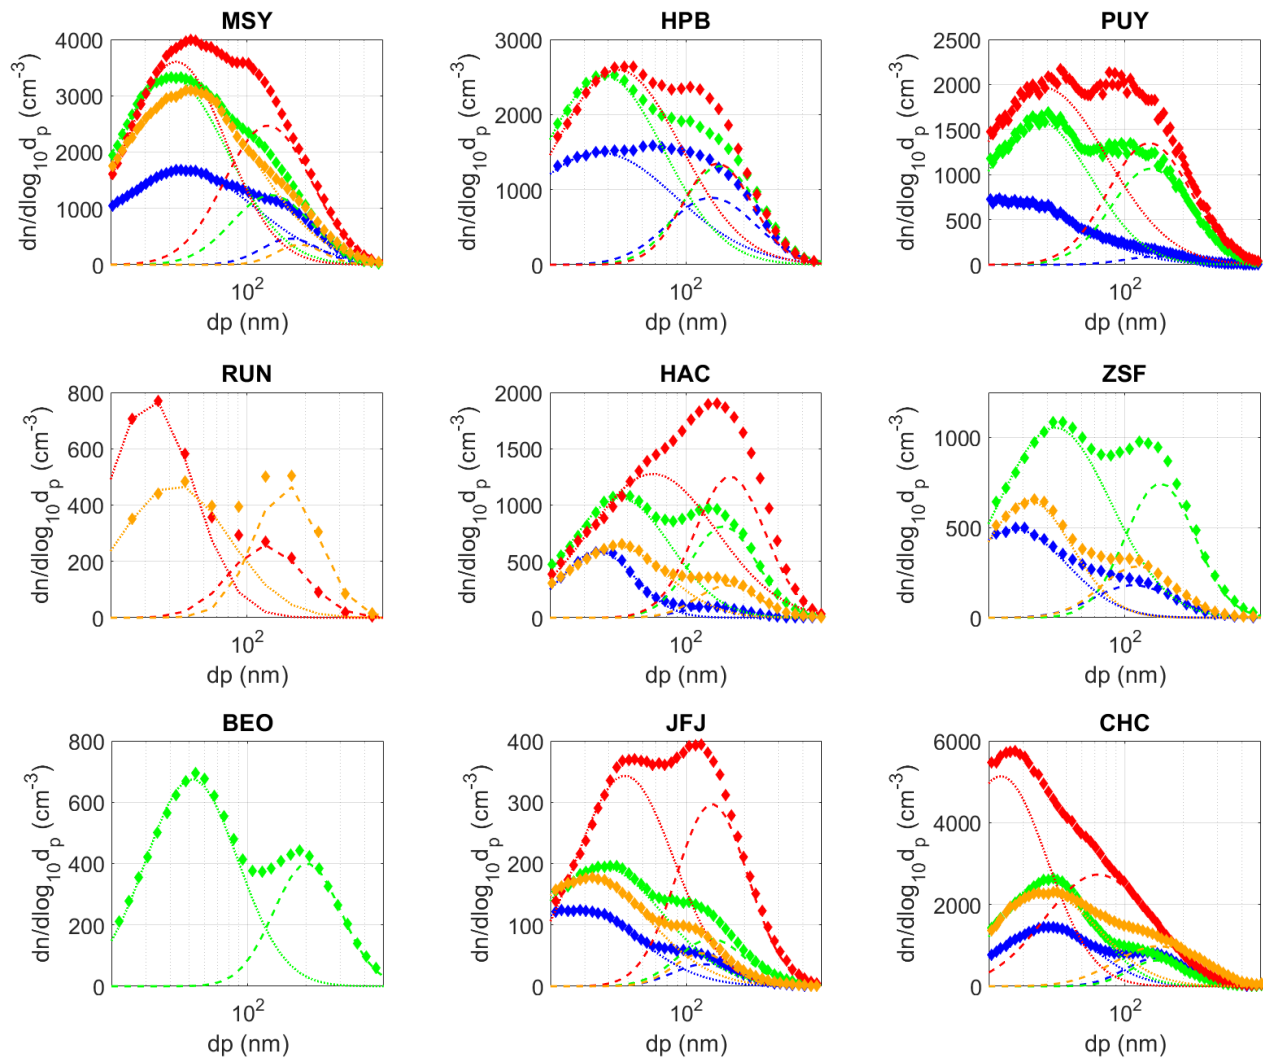 MSY
4000
3000
2000
1000
0
dn/dlog10dp (cm-3)
10^2
dp (nm)
HPB
3000
2000
1000
0
dn/dlog10dp (cm-3)
10^2
dp (nm)
PUY
2500
2000
1500
1000
500
0
dn/dlog10dp (cm-3)
10^2
dp (nm)
RUN
800
600
400
200
0
dn/dlog10dp (cm-3)
10^2
dp (nm)
HAC
2000
1500
1000
500
0
dn/dlog10dp (cm-3)
10^2
dp (nm)
ZSF
1000
500
0
dn/dlog10dp (cm-3)
10^2
dp (nm)
BEO
800
600
400
200
0
dn/dlog10dp (cm-3)
10^2
dp (nm)
JFJ
400
300
200
100
0
dn/dlog10dp (cm-3)
10^2
dp (nm)
CHC
6000
4000
2000
0
dn/dlog10dp (cm-3)
10^2
dp (nm)